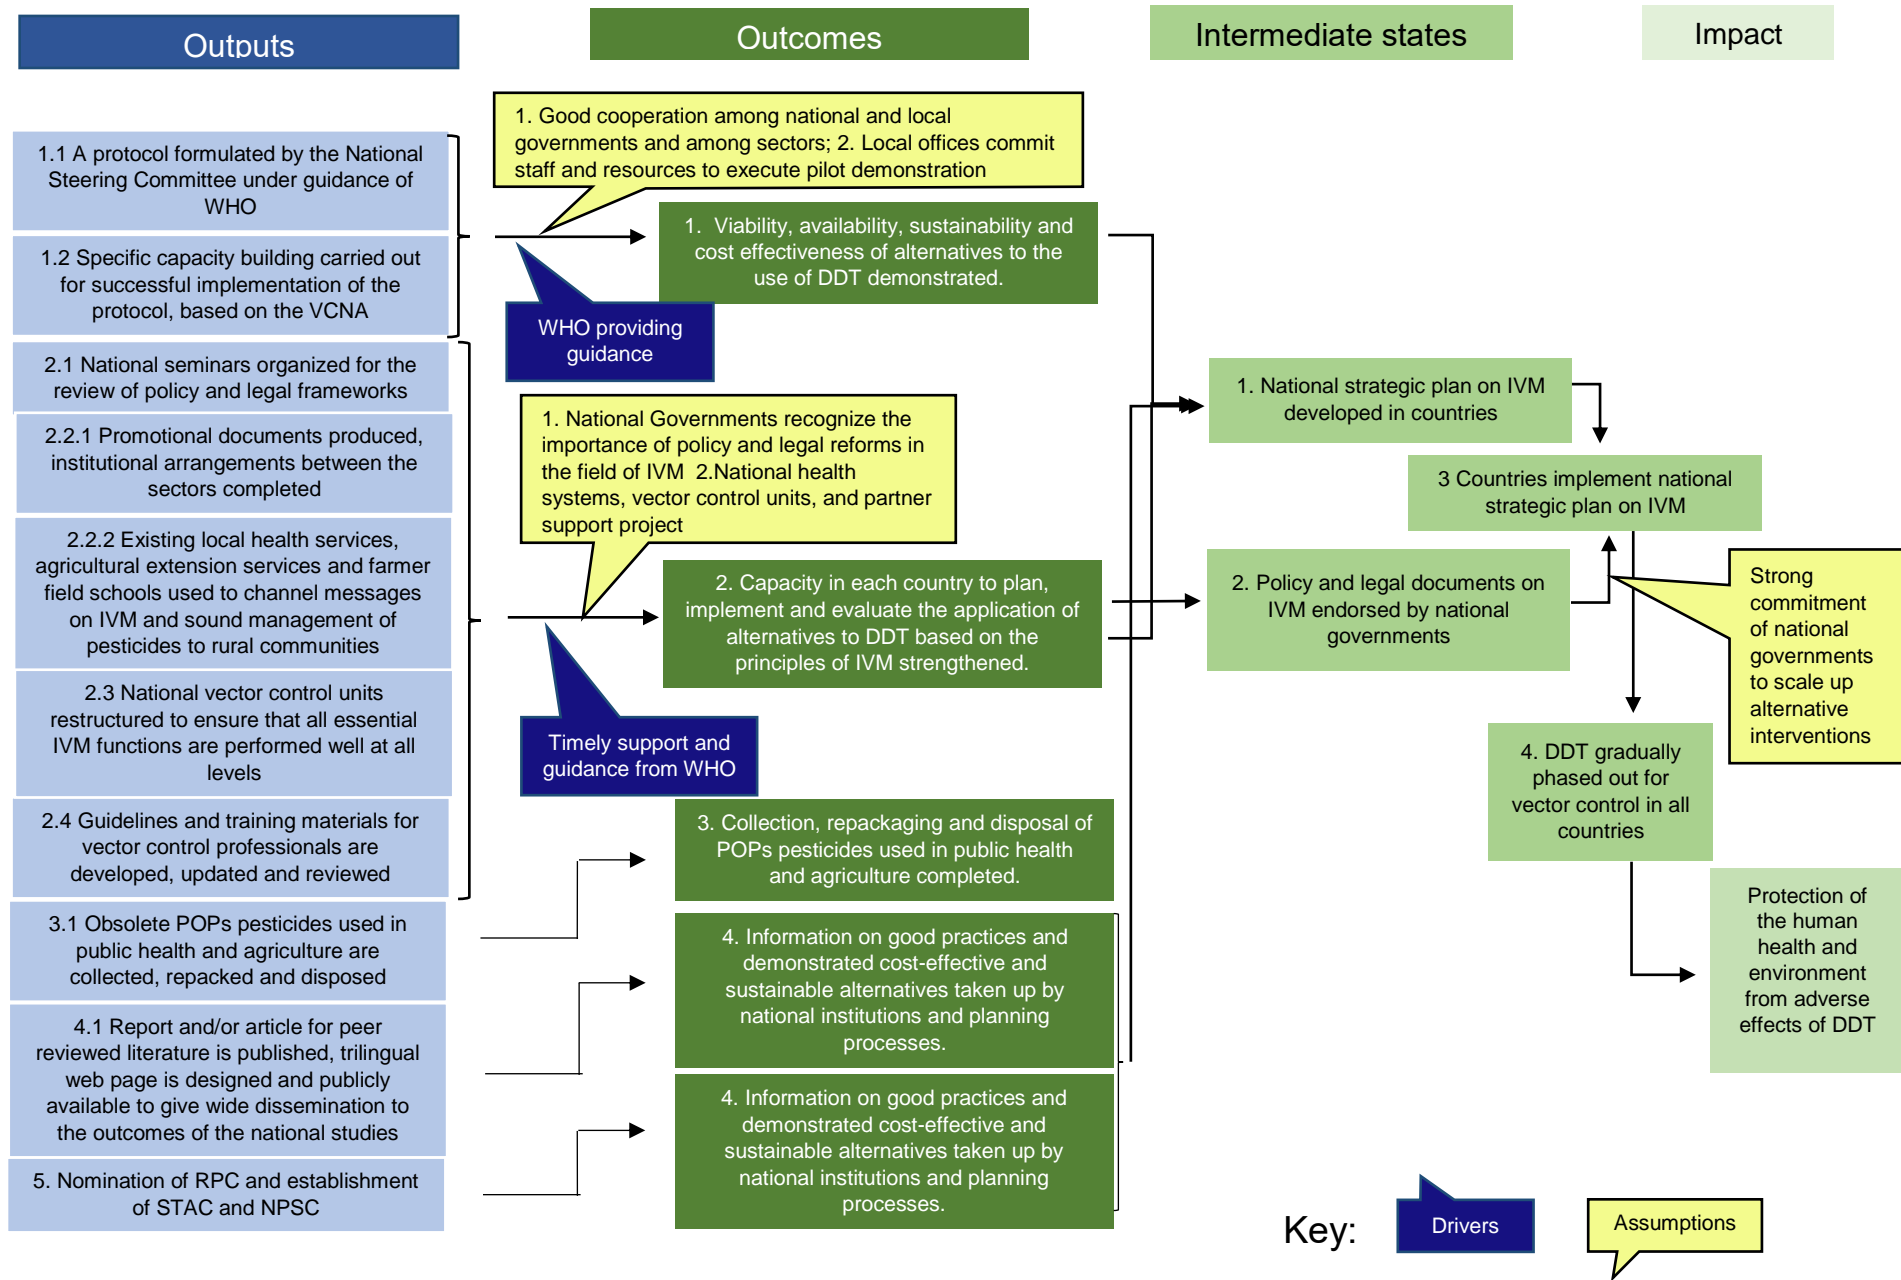 Outputs
Outcomes
Intermediate states
Impact
1.1 A protocol formulated by the National
Steering Committee under guidance of
WHO
1.2 Specific capacity building carried out
for successful implementation of the
protocol, based on the VCNA
2.1 National seminars organized for the
review of policy and legal frameworks
2.2.1 Promotional documents produced,
institutional arrangements between the
sectors completed
2.2.2 Existing local health services,
agricultural extension services and farmer
field schools used to channel messages
on IVM and sound management of
pesticides to rural communities
2.3 National vector control units
restructured to ensure that all essential
IVM functions are performed well at all
levels
2.4 Guidelines and training materials for
vector control professionals are
developed, updated and reviewed
3.1 Obsolete POPs pesticides used in
public health and agriculture are
collected, repacked and disposed
4.1 Report and/or article for peer
reviewed literature is published, trilingual
web page is designed and publicly
available to give wide dissemination to
the outcomes of the national studies
5. Nomination of RPC and establishment
of STAC and NPSC
1. Good cooperation among national and local
governments and among sectors; 2. Local offices commit
staff and resources to execute pilot demonstration
1. Viability, availability, sustainability and
cost effectiveness of alternatives to the
use of DDT demonstrated.
WHO providing
guidance
1. National Governments recognize the
importance of policy and legal reforms in
the field of IVM 2.National health
systems, vector control units, and partner
support project
2. Capacity in each country to plan,
implement and evaluate the application of
alternatives to DDT based on the
principles of IVM strengthened.
Timely support and
guidance from WHO
3. Collection, repackaging and disposal of
POPs pesticides used in public health
and agriculture completed.
4. Information on good practices and
demonstrated cost-effective and
sustainable alternatives taken up by
national institutions and planning
processes.
4. Information on good practices and
demonstrated cost-effective and
sustainable alternatives taken up by
national institutions and planning
processes.
1. National strategic plan on IVM
developed in countries
3 Countries implement national
strategic plan on IVM
2. Policy and legal documents on
IVM endorsed by national
governments
Strong
commitment
of national
governments
to scale up
alternative
interventions
4. DDT gradually
phased out for
vector control in all
countries
Protection of
the human
health and
environment
from adverse
effects of DDT
Key:
Drivers
Assumptions